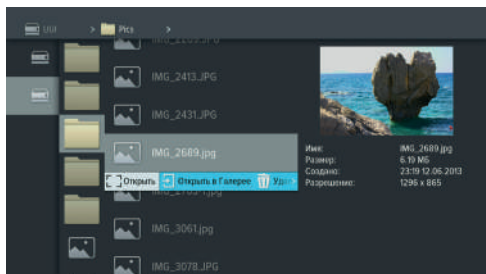 Util > Pics >
IMG_2413.JPG
IMG_2431.JPG
IMG_2689.jpg
Открыть Открыть в Галерее
IMG_3061.jpg
IMG_3078.JPG
Имя: IMG_2689.jpg
Размер: 6.19 МБ
Создано: 23:19 12.06.2013
Разрешение: 1296 x 865